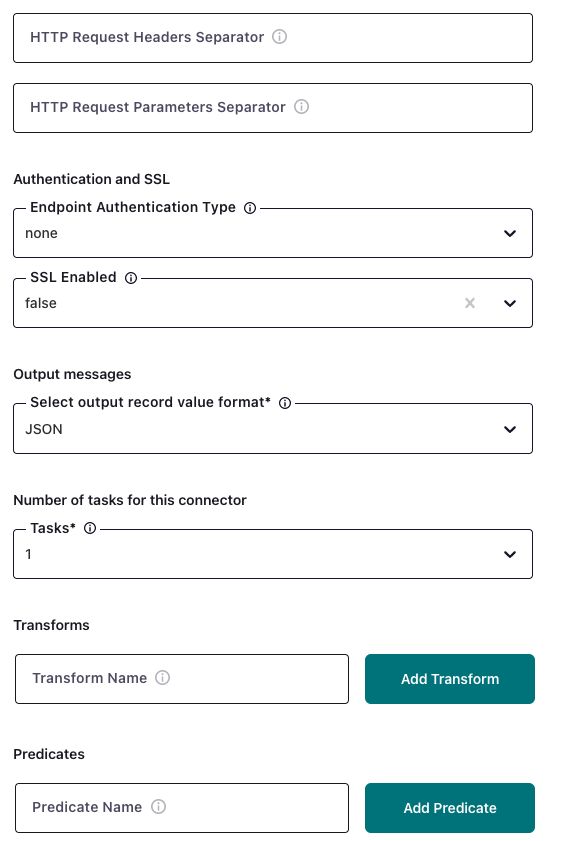 HTTP Request Headers Separator
HTTP Request Parameters Separator
Authentication and SSL
Endpoint Authentication Type
none
SSL Enabled
false
Output messages
Select output record value format*
JSON
Number of tasks for this connector
Tasks*
1
Transforms
Transform Name
Add Transform
Predicates
Predicate Name
Add Predicate